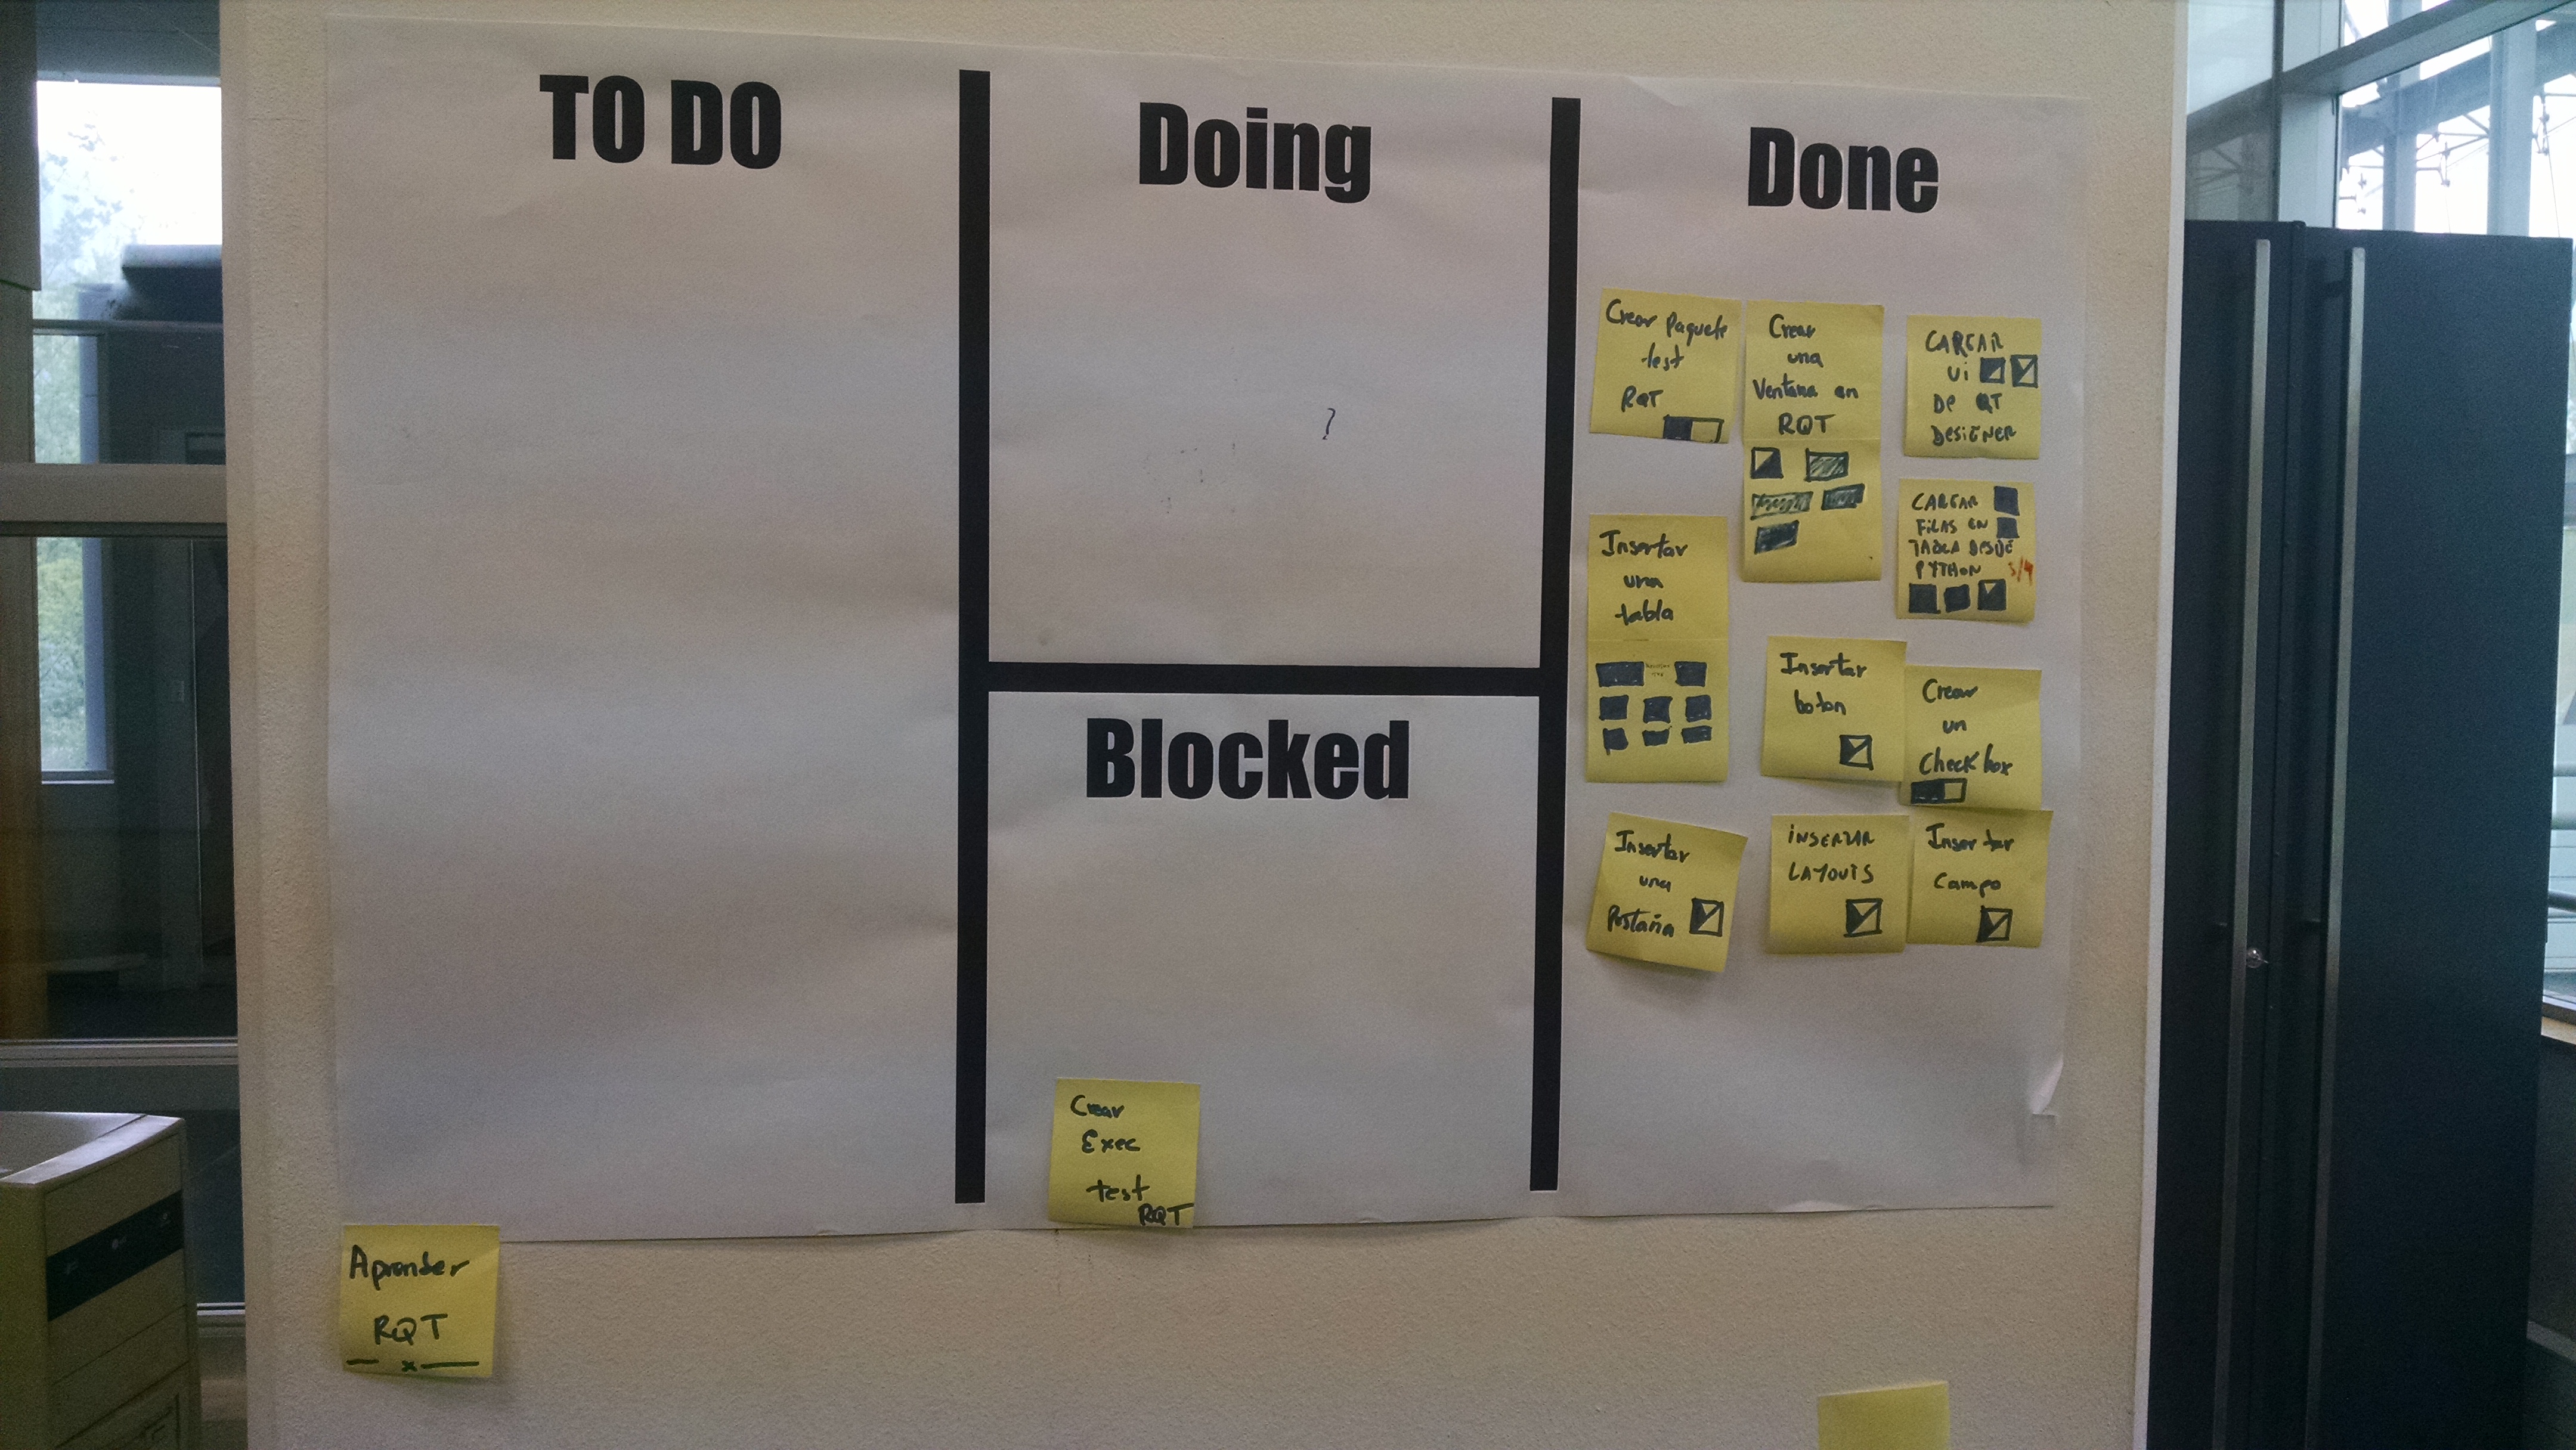 TO DO
Doing
Done
Blocked
Crear Paquete
test
RQT
Crear
una
Ventana en
RQT
CARGAR
Ui
DE QT
DESIGNER
CARGAR
FILAS EN
TABLA DESDE
PYTHON
Insertar
una
tabla
Insertar
boton
Crear
un
Check box
Insertar
una
Pestaña
INSERTAR
LAYOUTS
Insertar
Campo
Crear
Exec
test
RQT
Aprender
RQT